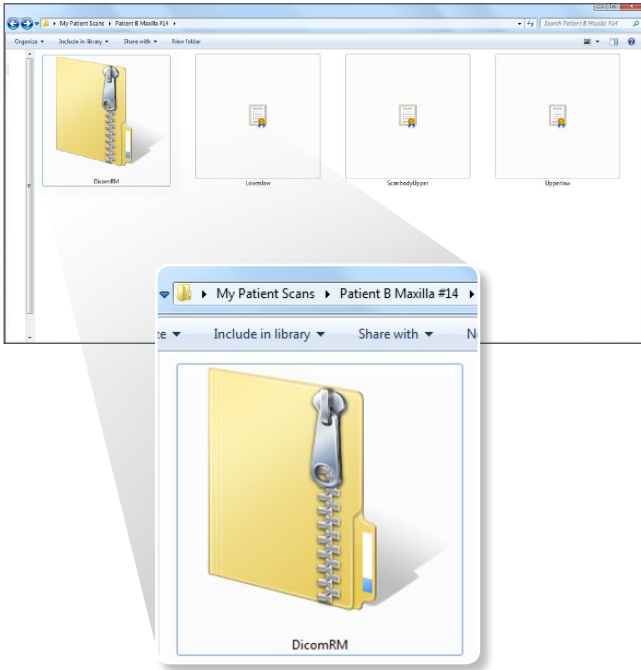 My Patient Scans ▸ Patient B Maxilla #14 ▸
Search Patient B Maxilla #14
Organize Include in library Share with New folder
DicomRM
LowerJaw
ScanbodyUpper
UpperJaw
My Patient Scans ▸ Patient B Maxilla #14 ▸
ze Include in library Share with N
DicomRM